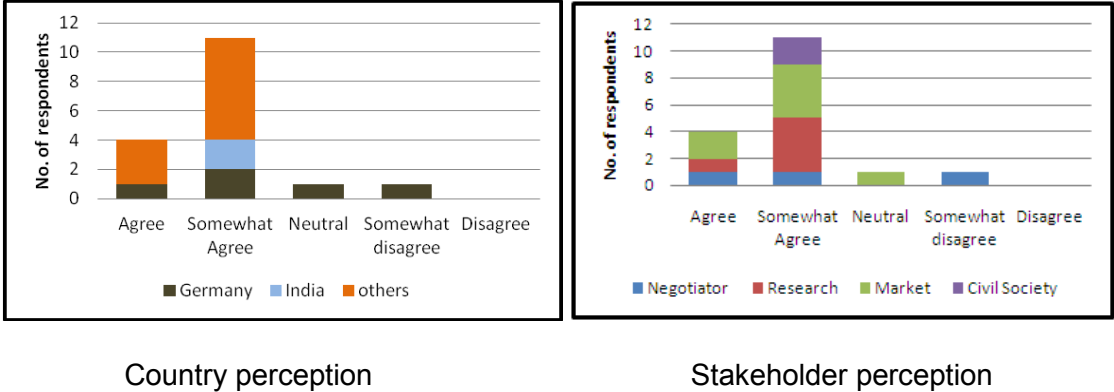 12
10
8
6
4
2
0
No. of respondents
Agree Somewhat Agree Neutral Somewhat disagree Disagree
Germany India others
12
10
8
6
4
2
0
No. of respondents
Agree Somewhat Agree Neutral Somewhat disagree Disagree
Negotiator Research Market Civil Society
Country perception
Stakeholder perception